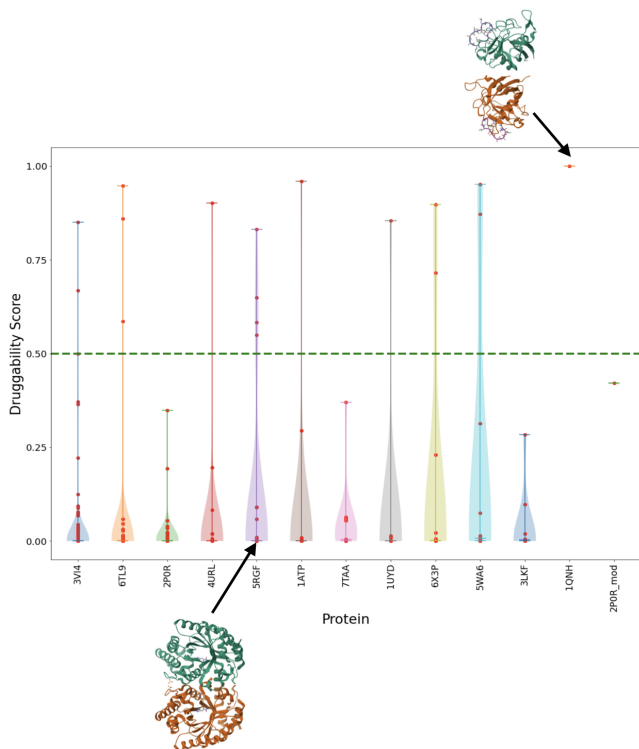 1.00
0.75
0.50
0.25
0.00
Druggability Score
3VI4
6TL9
2P0R
4URL
5RGF
1ATP
7TAA
1UYD
6X3P
5WA6
3LKF
1QNH
2P0R_mod
Protein